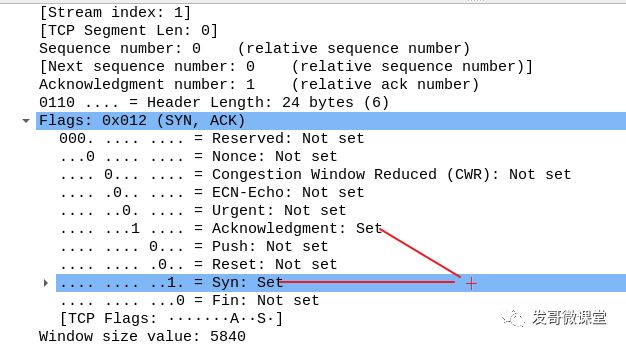 [Stream index: 1]
[TCP Segment Len: 0]
Sequence number: 0    (relative sequence number)
[Next sequence number: 0    (relative sequence number)]
Acknowledgment number: 1    (relative ack number)
0110 .... = Header Length: 24 bytes (6)
Flags: 0x012 (SYN, ACK)
000. .... .... = Reserved: Not set
...0 .... .... = Nonce: Not set
.... 0... .... = Congestion Window Reduced (CWR): Not set
.... .0.. .... = ECN-Echo: Not set
.... ..0. .... = Urgent: Not set
.... ...1 .... = Acknowledgment: Set
.... .... 0... = Push: Not set
.... .... .0.. = Reset: Not set
.... .... ..1. = Syn: Set
.... .... ...0 = Fin: Not set
[TCP Flags: ·······A··S·]
Window size value: 5840
发哥微课堂